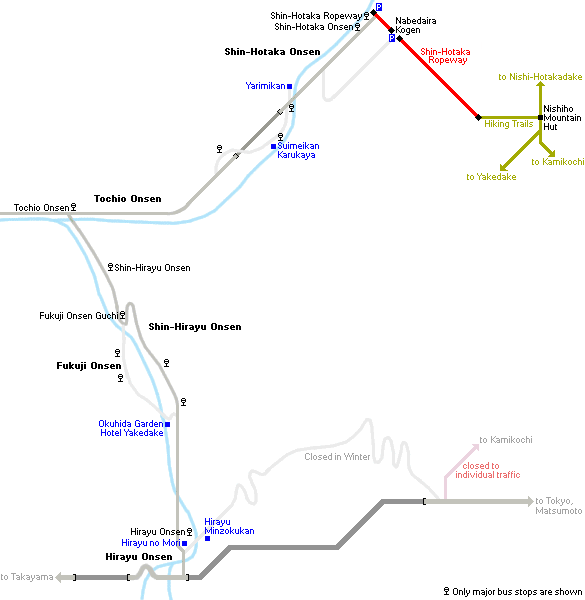 Shin-Hotaka Ropeway
Shin-Hotaka Onsen
P
Nabedaira
Kogen
P
Shin-Hotaka Onsen
Shin-Hotaka
Ropeway
to Nishi-Hotakadake
Yarimikan
Nishiho
Mountain
Hut
Hiking Trails
Suimeikan
Karukaya
to Kamikochi
to Yakedake
Tochio Onsen
Tochio Onsen
Shin-Hirayu Onsen
Fukuji Onsen Guchi
Shin-Hirayu Onsen
Fukuji Onsen
Okuhida Garden
Hotel Yakedake
to Kamikochi
Closed in Winter
closed to
individual traffic
to Tokyo,
Matsumoto
Hirayu
Minzokukan
Hirayu Onsen
Hirayu no Mori
Hirayu Onsen
to Takayama
Only major bus stops are shown